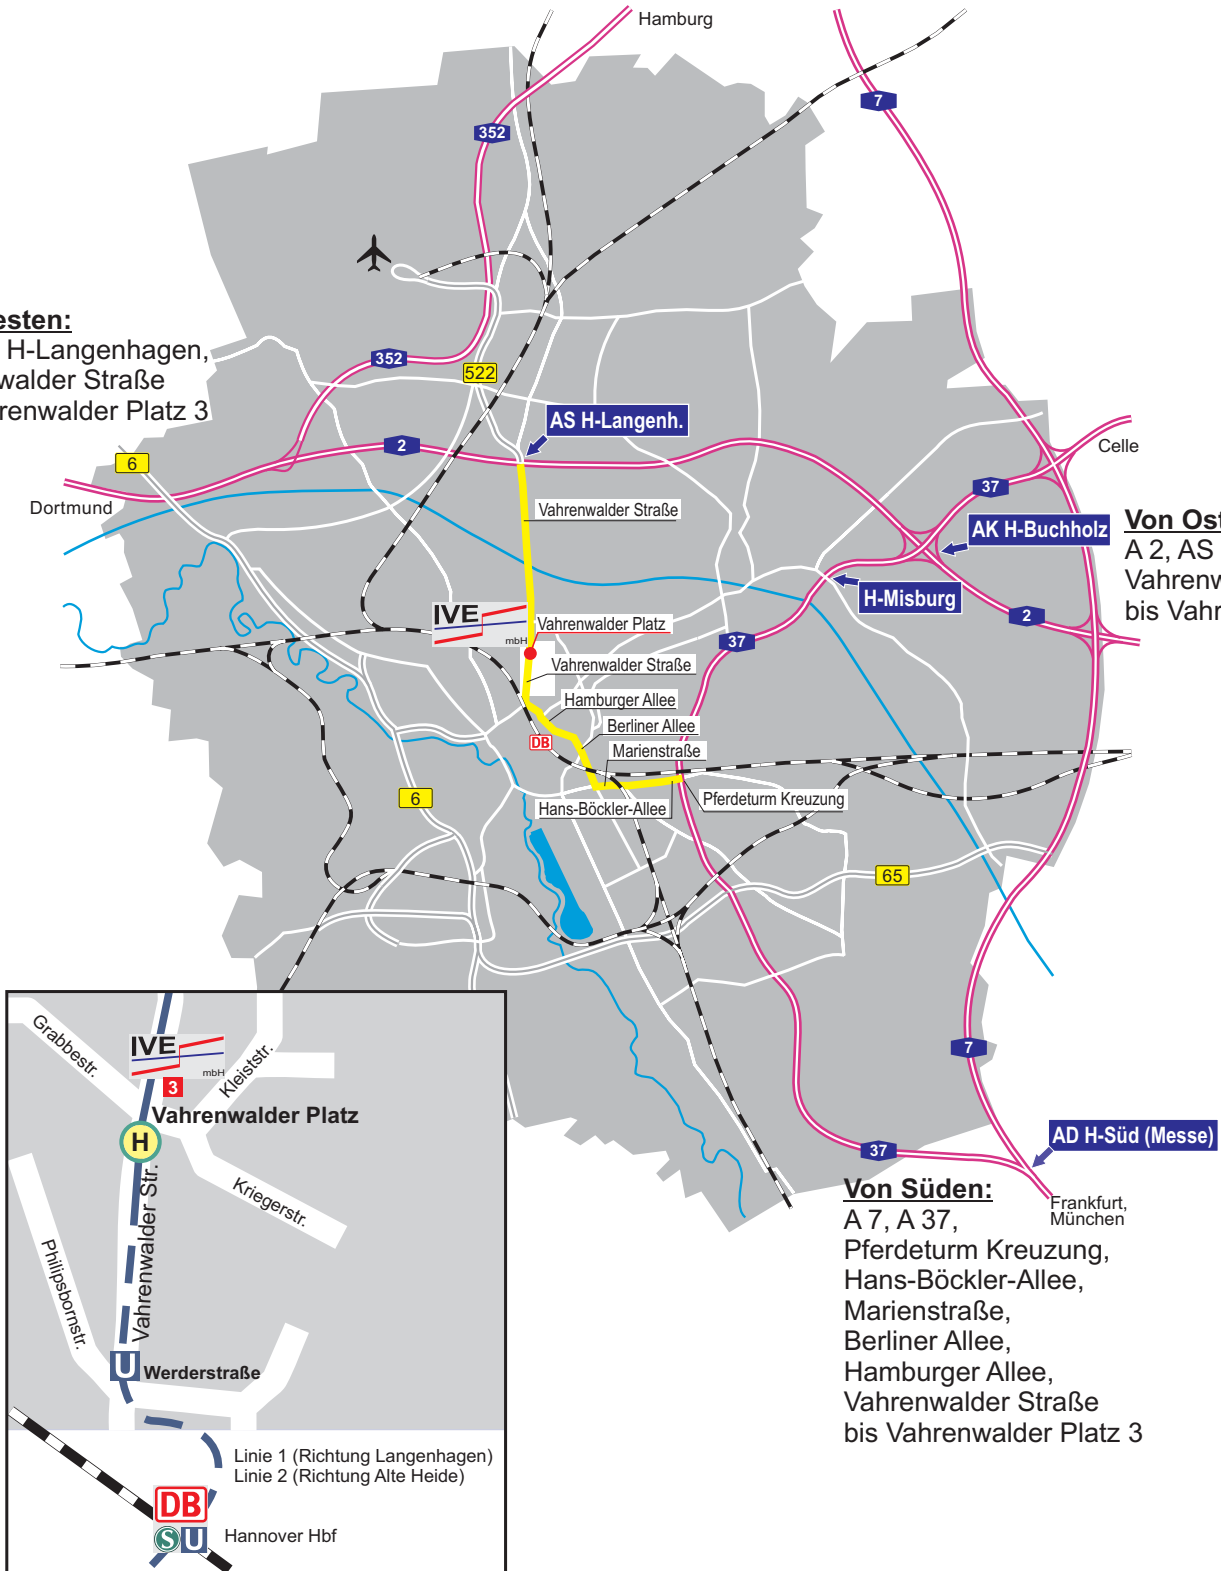 Hamburg
7
352
esten:
H-Langenhagen,
walder Straße
renwalder Platz 3
352
522
AS H-Langenh.
2
6
Dortmund
Celle
37
AK H-Buchholz
Von Ost
A 2, AS
Vahrenw
bis Vahr
Vahrenwalder Straße
H-Misburg
2
IVE
mbH
Vahrenwalder Platz
37
Vahrenwalder Straße
Hamburger Allee
Berliner Allee
DB
Marienstraße
6
Hans-Böckler-Allee
Pferdeturm Kreuzung
65
7
AD H-Süd (Messe)
37
Frankfurt,
München
Von Süden:
A 7, A 37,
Pferdeturm Kreuzung,
Hans-Böckler-Allee,
Marienstraße,
Berliner Allee,
Hamburger Allee,
Vahrenwalder Straße
bis Vahrenwalder Platz 3
Grabbestr.
IVE
mbH
Kleiststr.
3
Vahrenwalder Platz
H
Vahrenwalder Str.
Kriegerstr.
Philipsbornstr.
U
Werderstraße
Linie 1 (Richtung Langenhagen)
Linie 2 (Richtung Alte Heide)
DB
S U
Hannover Hbf